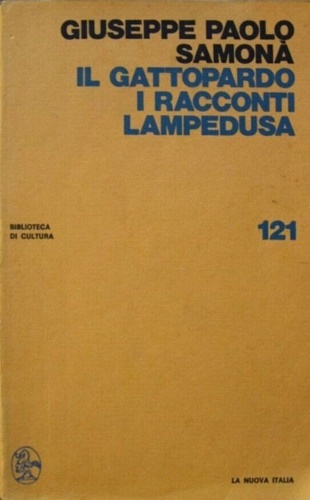 GIUSEPPE PAOLO
SAMONÀ
IL GATTOPARDO
I RACCONTI
LAMPEDUSA
BIBLIOTECA
DI CULTURA
121
LA NUOVA ITALIA